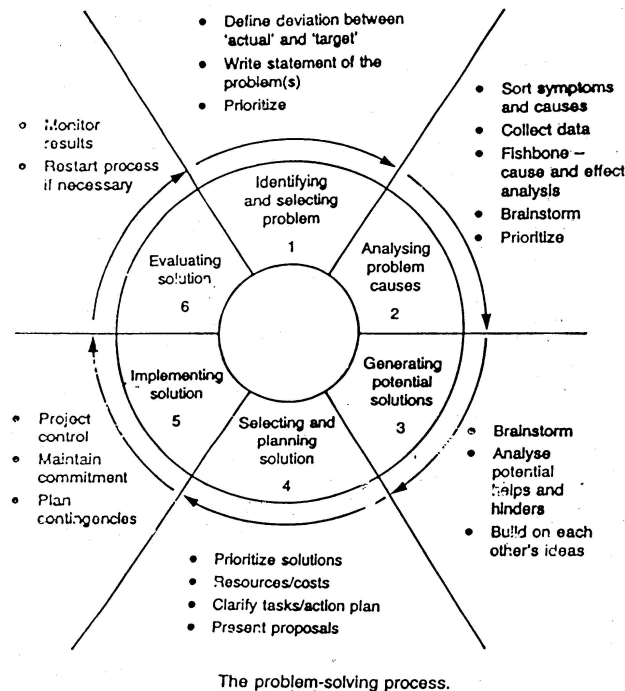 • Define deviation between
'actual' and 'target'
• Write statement of the
problem(s)
• Prioritize
• Sort symptoms
and causes
• Collect data
• Fishbone –
cause and effect
analysis
• Brainstorm
• Prioritize
• Monitor
results
• Restart process
if necessary
Identifying
and selecting
problem
1
Analysing
problem
causes
2
Generating
potential
solutions
3
Selecting and
planning
solution
4
Implementing
solution
5
Evaluating
solution
6
• Brainstorm
• Analyse
potential
helps and
hinders
• Build on each
other's ideas
• Prioritize solutions
• Resources/costs
• Clarify tasks/action plan
• Present proposals
• Project
control
• Maintain
commitment
• Plan
contingencies
The problem-solving process.